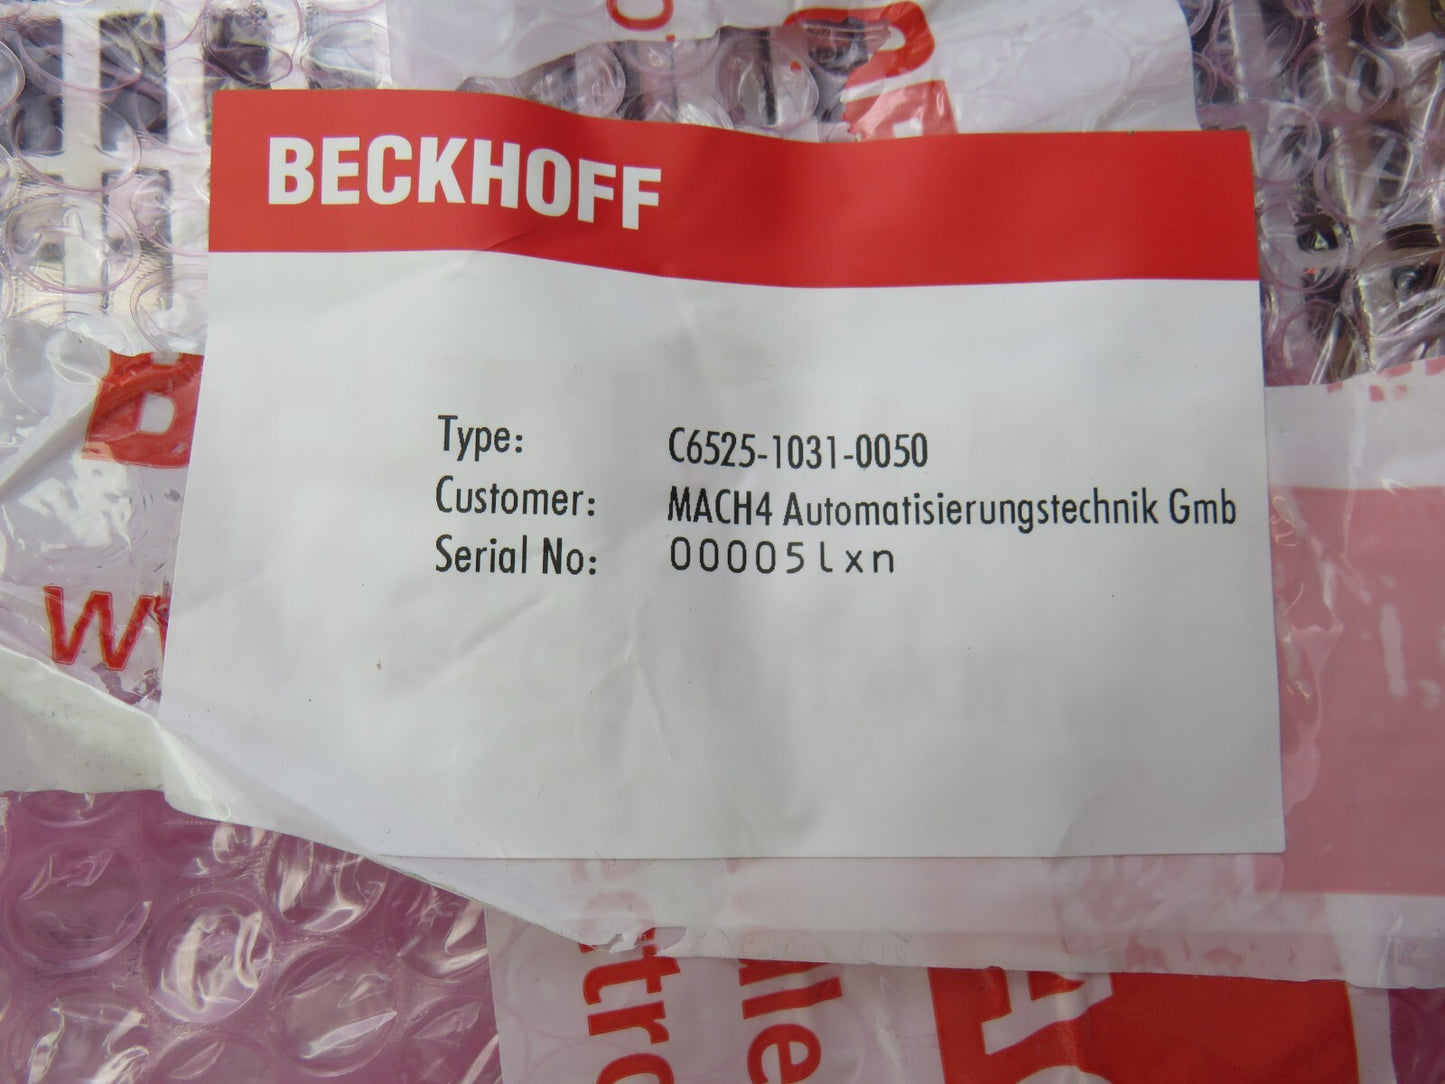 BECKHOFF
Type: C6525-1031-0050
Customer: MACH4 Automatisierungstechnik Gmb
Serial No: 00005lxn